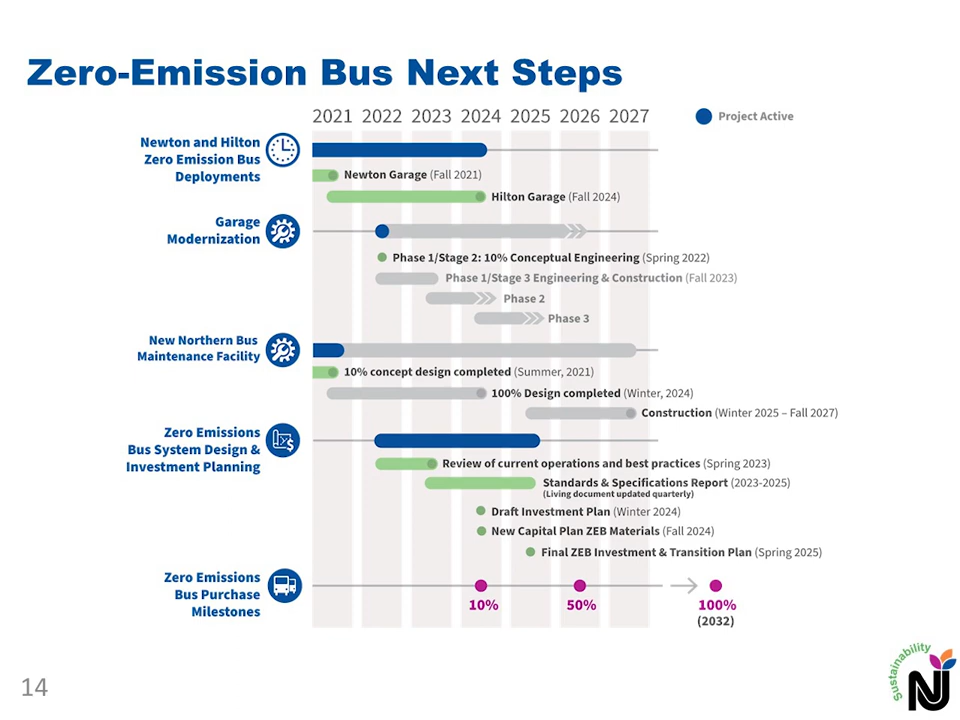 Zero-Emission Bus Next Steps
2021 2022 2023 2024 2025 2026 2027
Project Active
Newton and Hilton
Zero Emission Bus
Deployments
Newton Garage (Fall 2021)
Hilton Garage (Fall 2024)
Garage
Modernization
Phase 1/Stage 2: 10% Conceptual Engineering (Spring 2022)
Phase 1/Stage 3 Engineering & Construction (Fall 2023)
Phase 2
Phase 3
New Northern Bus
Maintenance Facility
10% concept design completed (Summer, 2021)
100% Design completed (Winter, 2024)
Construction (Winter 2025 – Fall 2027)
Zero Emissions
Bus System Design &
Investment Planning
Review of current operations and best practices (Spring 2023)
Standards & Specifications Report (2023-2025)
(Living document updated quarterly)
Draft Investment Plan (Winter 2024)
New Capital Plan ZEB Materials (Fall 2024)
Final ZEB Investment & Transition Plan (Spring 2025)
Zero Emissions
Bus Purchase
Milestones
10%
50%
100%
(2032)
14
Sustainability
NJ